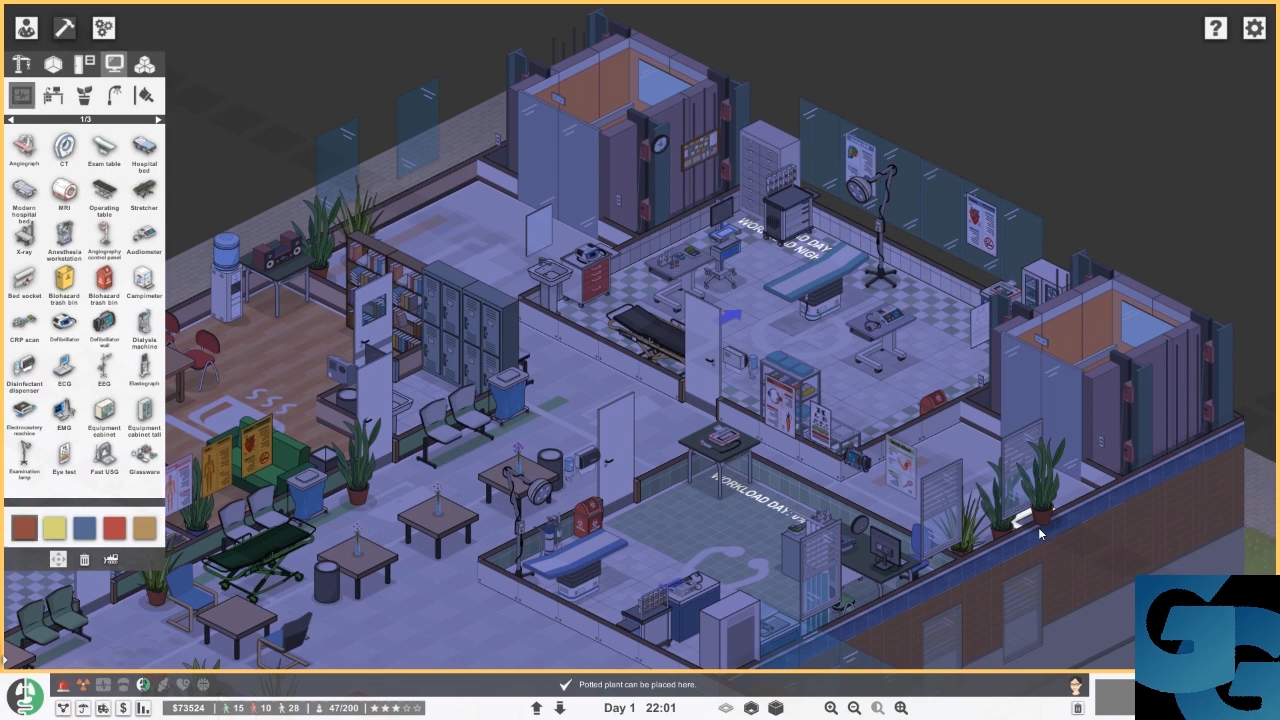 1/3
Angiograph CT Exam table Hospital bed
Modern hospital bed MRI Operating table Stretcher
X-ray Anesthesia workstation Angiography control panel Audiometer
Bed socket Biohazard trash bin Biohazard trash bin Campimeter
CRP scan Defibrillator Defibrillator wall Dialysis machine
Disinfectant dispenser ECG EEG Elastograph
Electrocautery machine EMG Equipment cabinet Equipment cabinet tall
Examination lamp Eye test Fast USG Glassware
WORKLOAD DAY:
Potted plant can be placed here.
$73524 15 10 28 47/200
Day 1 22:01
?